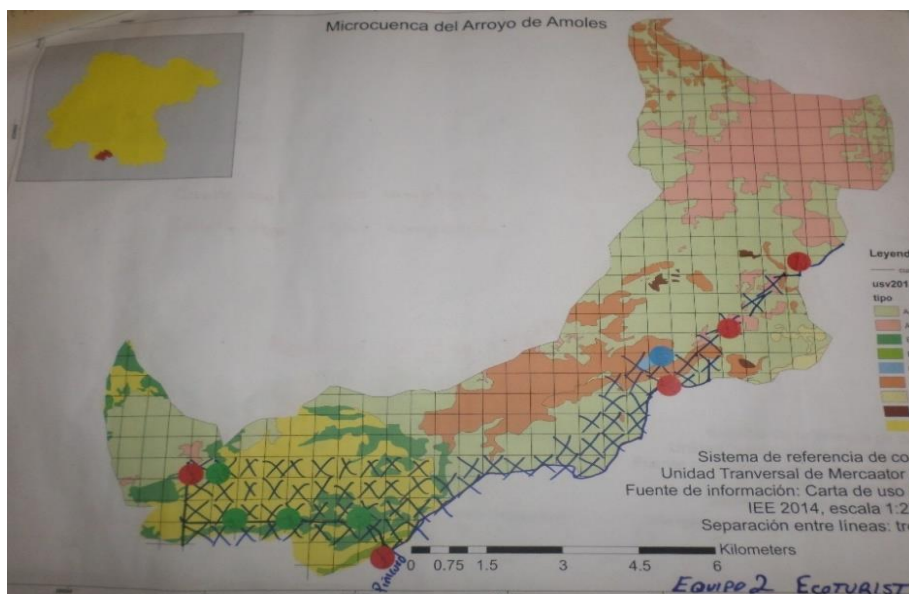 Microcuenca del Arroyo de Amoles
Leyend
usv201
tipo
A
A
Sistema de referencia de co
Unidad Tranversal de Mercaator
Fuente de información: Carta de uso
IEE 2014, escala 1:2
Separación entre líneas: tre
0 0.75 1.5 3 4.5 6 Kilometers
EQUIPO 2 ECOTURIST